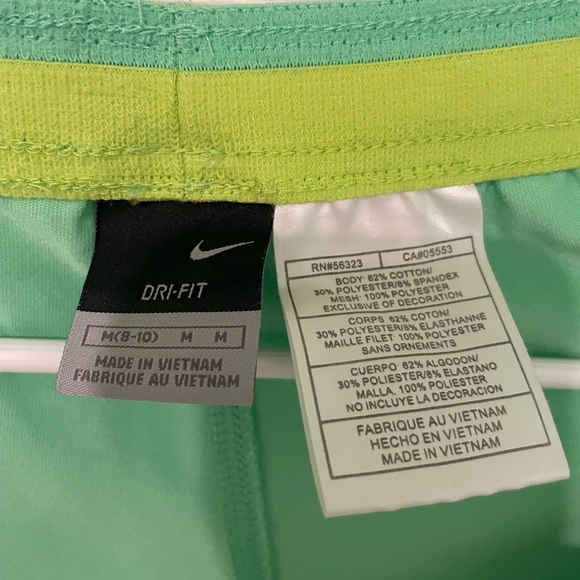 DRI-FIT
M(8-10) M M
MADE IN VIETNAM
FABRIQUE AU VIETNAM
RN#56323 CA#05553
BODY: 62% COTTON/
30% POLYESTER/8% SPANDEX
MESH: 100% POLYESTER
EXCLUSIVE OF DECORATION
CORPS: 62% COTON/
30% POLYESTER/8% ELASTHANNE
MAILLE FILET: 100% POLYESTER
SANS ORNEMENTS
CUERPO: 62% ALGODON/
30% POLIESTER/8% ELASTANO
MALLA, 100% POLIESTER
NO INCLUYE LA DECORACION
FABRIQUE AU VIETNAM
HECHO EN VIETNAM
MADE IN VIETNAM